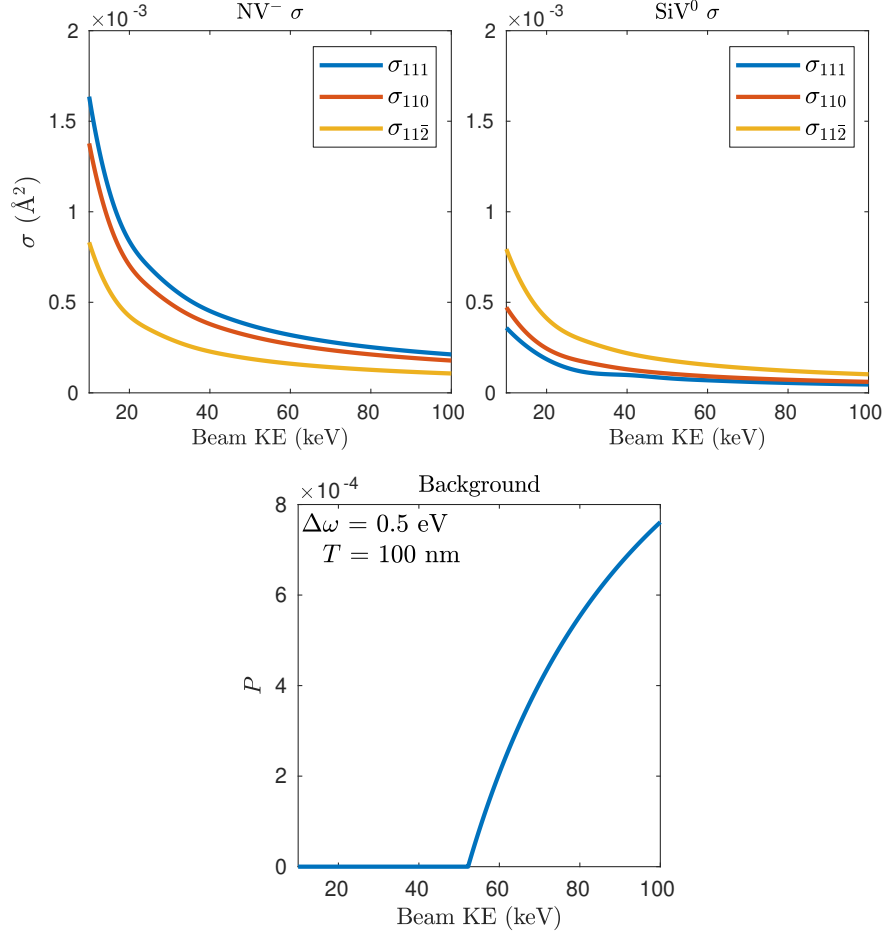 NV⁻ σ
×10⁻³
σ (Å²)
2
1.5
1
0.5
0
σ₁₁₁
σ₁₁₀
σ₁₁2̄
20 40 60 80 100
Beam KE (keV)
SiV⁰ σ
×10⁻³
2
1.5
1
0.5
0
σ₁₁₁
σ₁₁₀
σ₁₁2̄
20 40 60 80 100
Beam KE (keV)
Background
×10⁻⁴
Δω = 0.5 eV
T = 100 nm
P
8
6
4
2
0
20 40 60 80 100
Beam KE (keV)